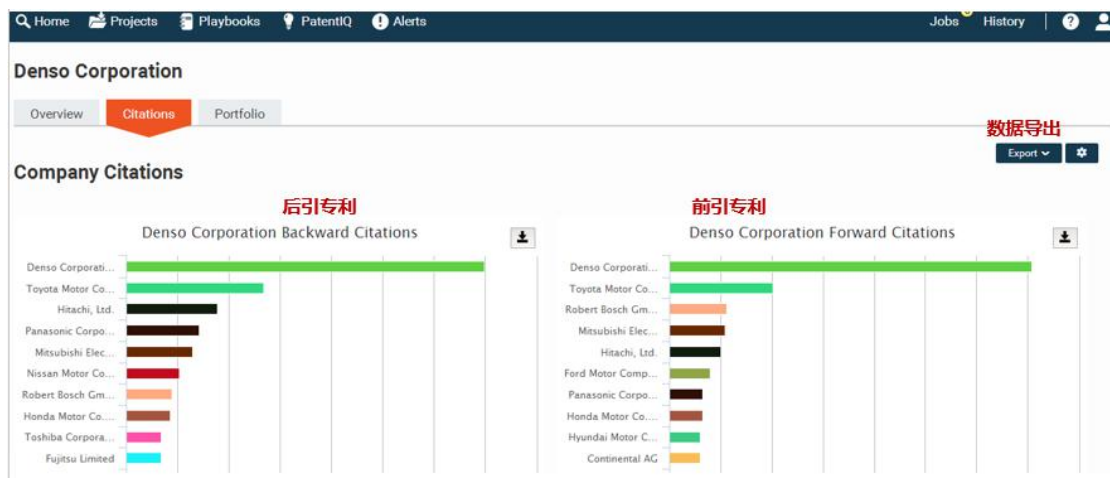 Home Projects Playbooks PatentIQ Alerts Jobs History ?
Denso Corporation
Overview Citations Portfolio
数据导出
Export
Company Citations
后引专利
Denso Corporation Backward Citations
Denso Corporati...
Toyota Motor Co...
Hitachi, Ltd.
Panasonic Corpo...
Mitsubishi Elec...
Nissan Motor Co...
Robert Bosch Gm...
Honda Motor Co....
Toshiba Corpora...
Fujitsu Limited
前引专利
Denso Corporation Forward Citations
Denso Corporati...
Toyota Motor Co...
Robert Bosch Gm...
Mitsubishi Elec...
Hitachi, Ltd.
Ford Motor Comp...
Panasonic Corpo...
Honda Motor Co....
Hyundai Motor C...
Continental AG